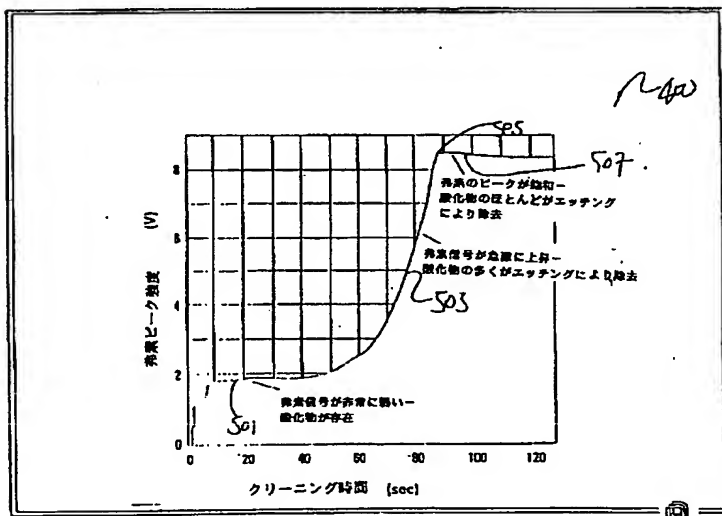 400
505
507
弗素のピークが飽和ー
酸化物のほとんどがエッチング
により除去
弗素信号が急激に上昇ー
酸化物の多くがエッチングにより除去
503
弗素信号が非常に弱いー
酸化物が存在
501
弗素ピーク強度 (V)
8
6
4
2
0
0 20 40 60 80 100 120
クリーニング時間 (sec)